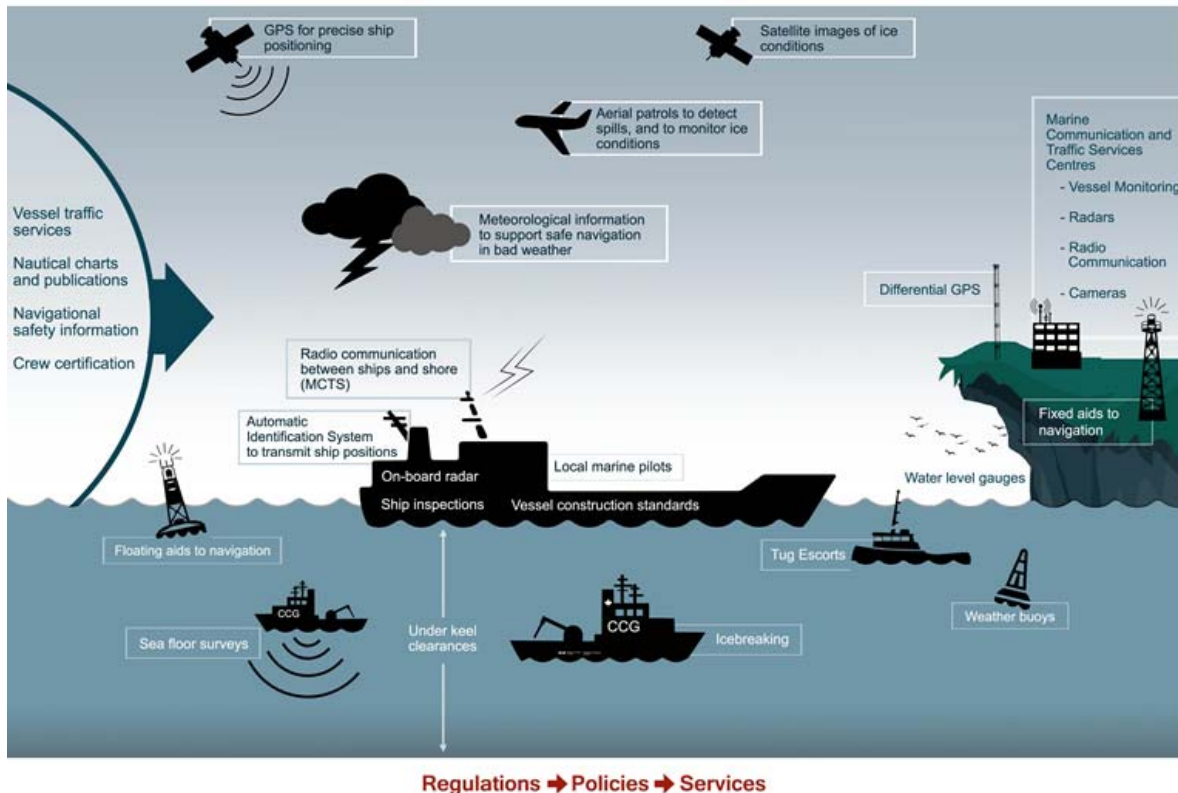 GPS for precise ship
positioning
Satellite images of ice
conditions
Aerial patrols to detect
spills, and to monitor ice
conditions
Marine
Communication and
Traffic Services
Centres
- Vessel Monitoring
- Radars
- Radio
Communication
- Cameras
Vessel traffic
services
Nautical charts
and publications
Navigational
safety information
Crew certification
Meteorological information
to support safe navigation
in bad weather
Differential GPS
Radio communication
between ships and shore
(MCTS)
Automatic
Identification System
to transmit ship positions
Fixed aids to
navigation
On-board radar
Local marine pilots
Water level gauges
Ship inspections
Vessel construction standards
Floating aids to navigation
Tug Escorts
CCG
Sea floor surveys
Under keel
clearances
CCG
Icebreaking
Weather buoys
Regulations ➔ Policies ➔ Services